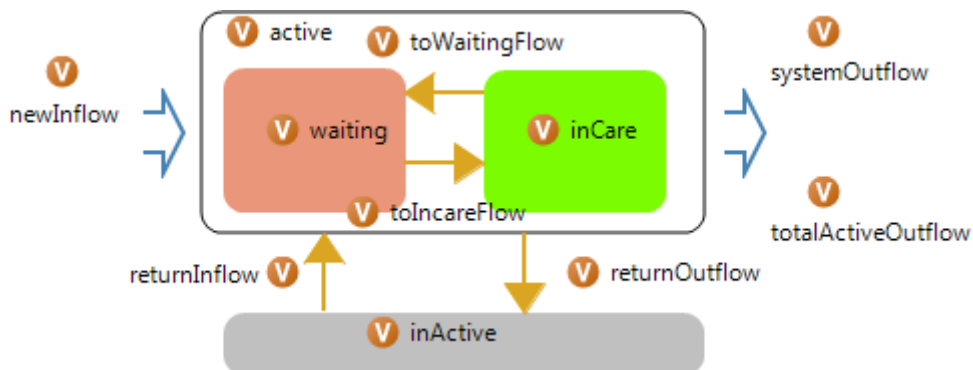 V active
V toWaitingFlow
V
newInflow
V
systemOutflow
V waiting
V inCare
V toIncareFlow
V
totalActiveOutflow
returnInflow V
V returnOutflow
V inActive